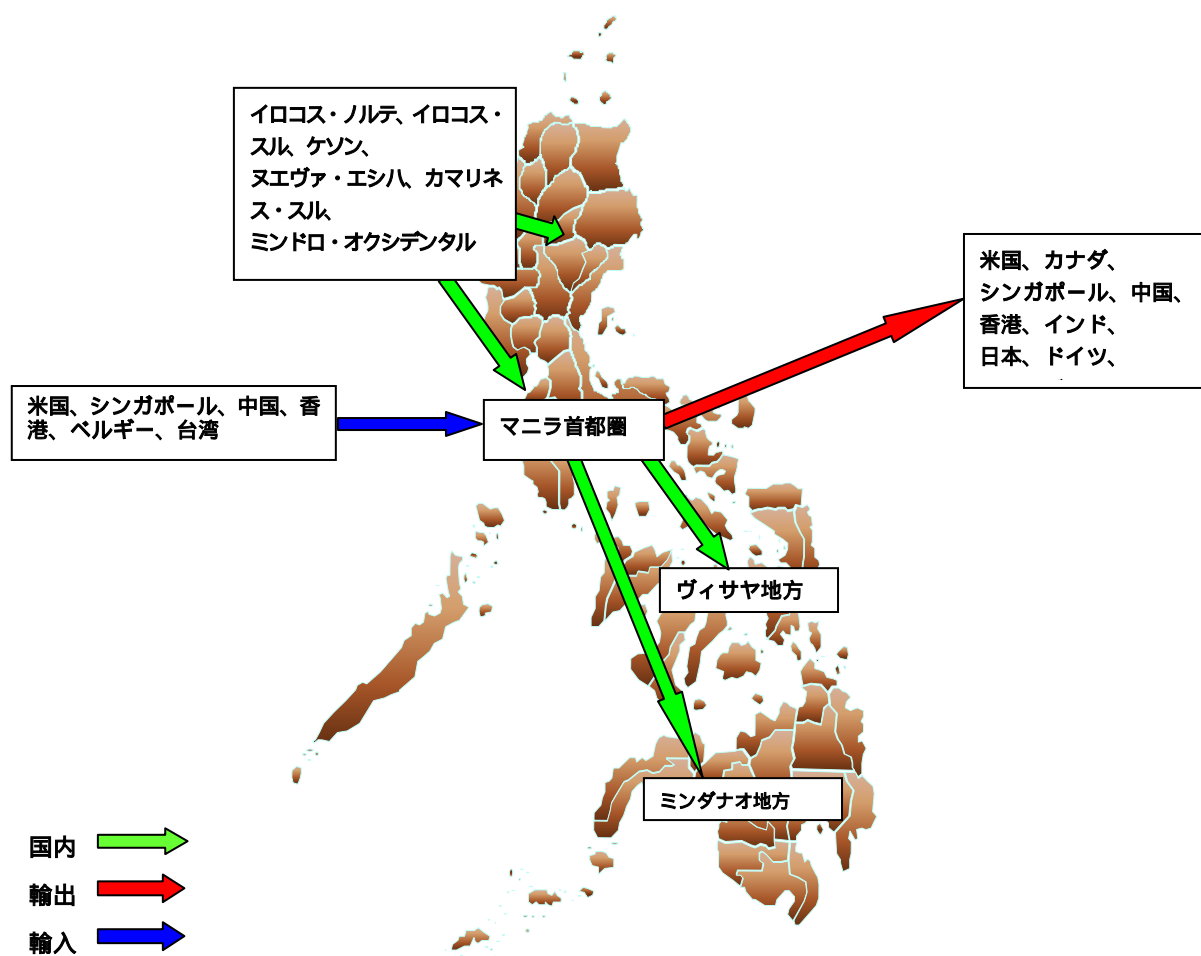 イロコス・ノルテ、イロコス・
スル、ケソン、
ヌエヴァ・エシハ、カマリネ
ス・スル、
ミンドロ・オクシデンタル
米国、カナダ、
シンガポール、中国、
香港、インド、
日本、ドイツ、
米国、シンガポール、中国、香
港、ベルギー、台湾
マニラ首都圏
ヴィサヤ地方
ミンダナオ地方
国内
輸出
輸入